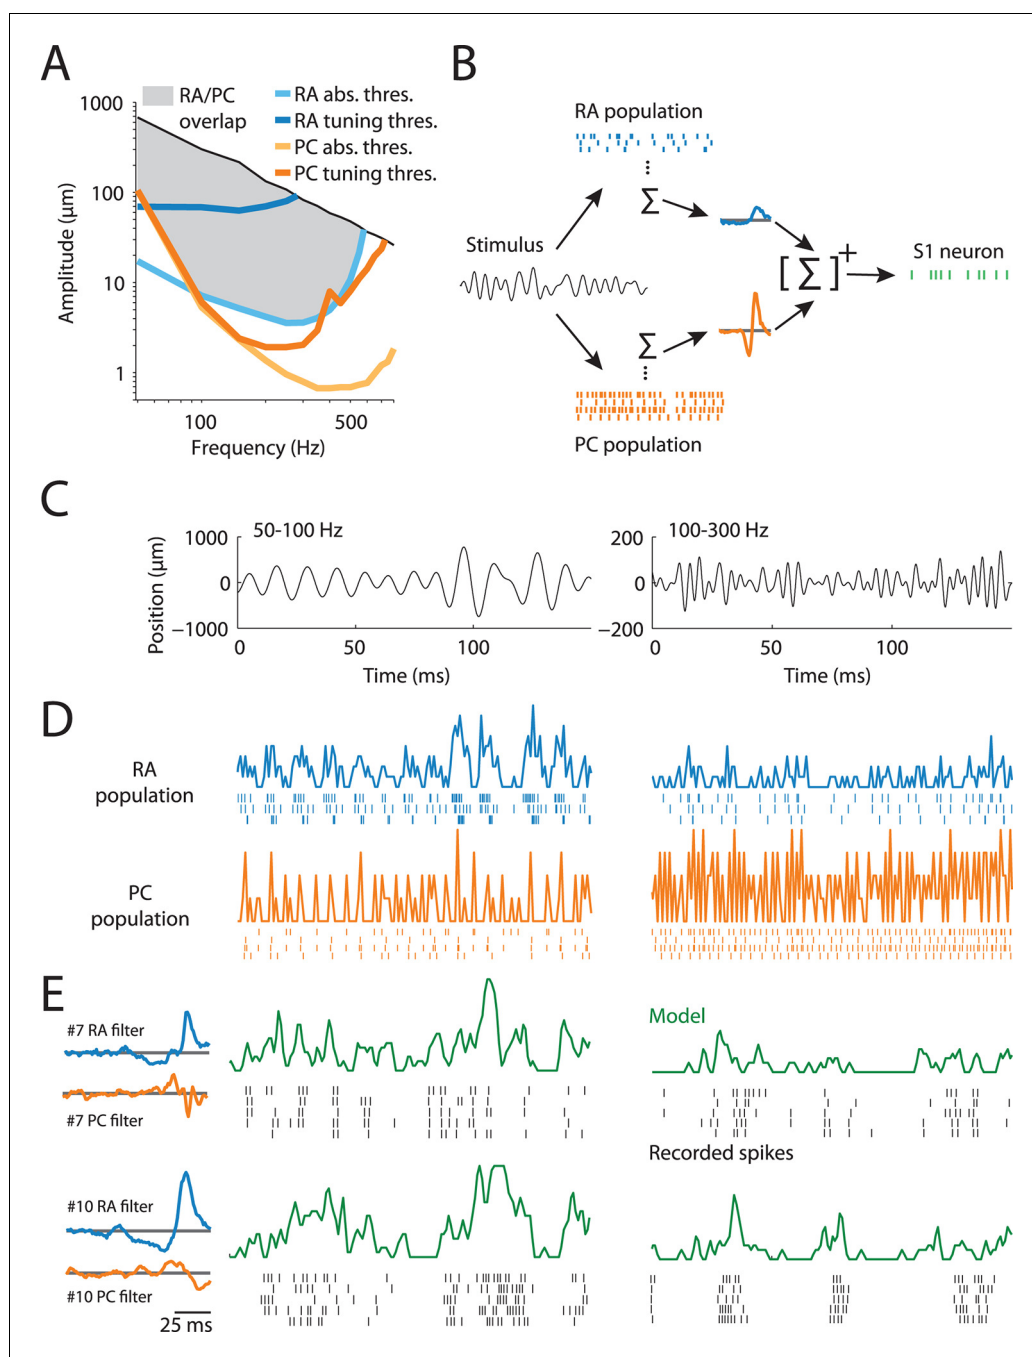 A
B
1000
100
10
1
Amplitude (μm)
100
500
Frequency (Hz)
RA/PC
overlap
RA abs. thres.
RA tuning thres.
PC abs. thres.
PC tuning thres.
RA population
Σ
Stimulus
[Σ]+
S1 neuron
Σ
PC population
C
50-100 Hz
100-300 Hz
Position (μm)
1000
0
−1000
0
50
100
Time (ms)
200
0
−200
0
50
100
Time (ms)
D
RA
population
PC
population
E
#7 RA filter
#7 PC filter
Model
Recorded spikes
#10 RA filter
#10 PC filter
25 ms